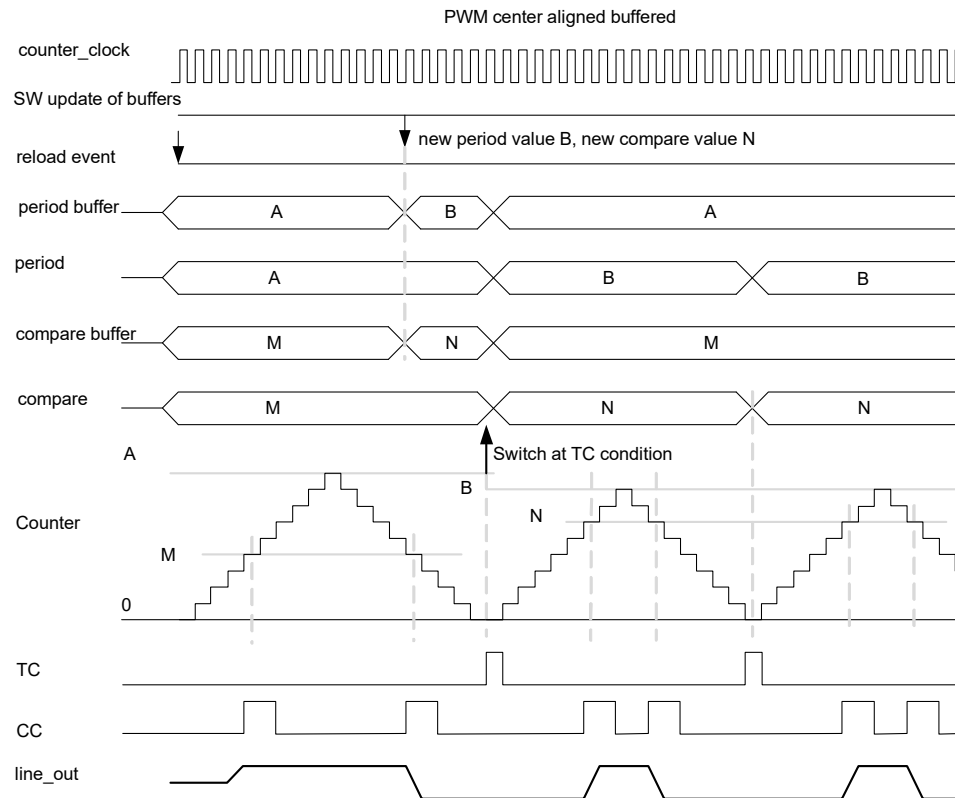 PWM center aligned buffered
counter_clock
SW update of buffers
new period value B, new compare value N
reload event
period buffer
A
B
A
period
A
B
B
compare buffer
M
N
M
compare
M
N
N
A
Switch at TC condition
B
Counter
N
M
0
TC
CC
line_out